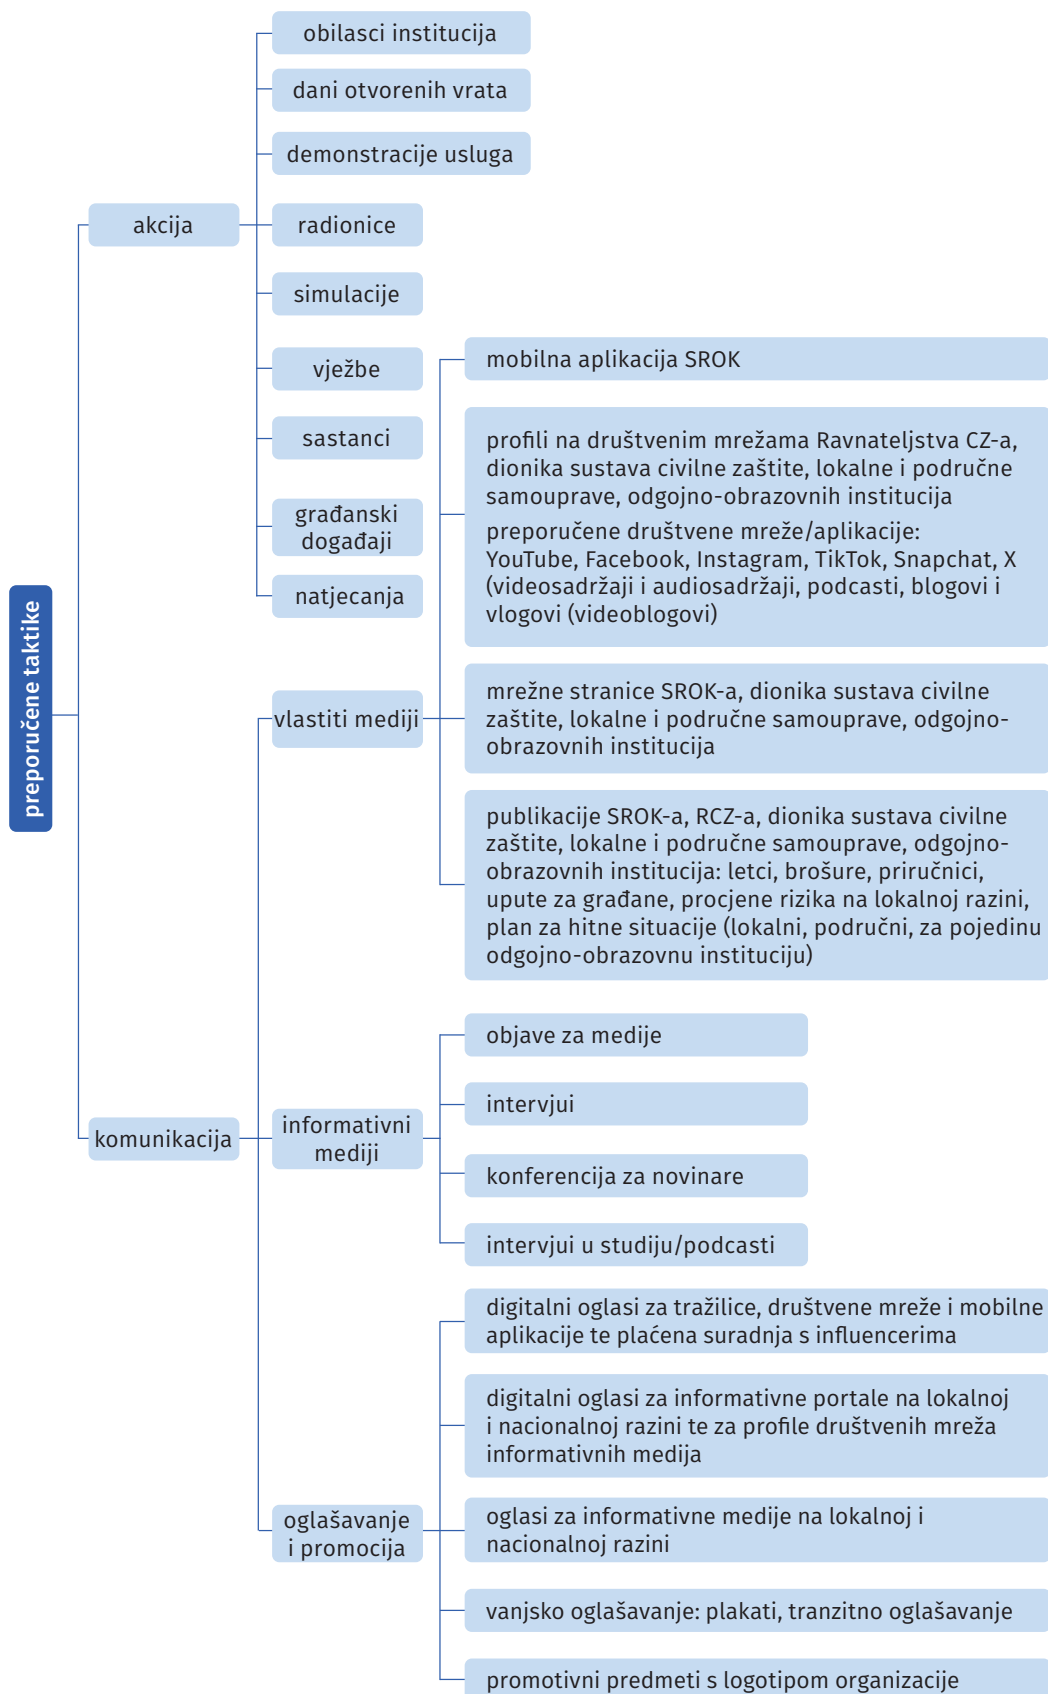 preporučene taktike
akcija
obilasci institucija
dani otvorenih vrata
demonstracije usluga
radionice
simulacije
vježbe
sastanci
građanski
događaji
natjecanja
komunikacija
vlastiti mediji
mobilna aplikacija SROK
profili na društvenim mrežama Ravnateljstva CZ-a,
dionika sustava civilne zaštite, lokalne i područne
samouprave, odgojno-obrazovnih institucija
preporučene društvene mreže/aplikacije:
YouTube, Facebook, Instagram, TikTok, Snapchat, X
(videosadržaji i audiosadržaji, podcasti, blogovi i
vlogovi (videoblogovi)
mrežne stranice SROK-a, dionika sustava civilne
zaštite, lokalne i područne samouprave, odgojno-
obrazovnih institucija
publikacije SROK-a, RCZ-a, dionika sustava civilne
zaštite, lokalne i područne samouprave, odgojno-
obrazovnih institucija: letci, brošure, priručnici,
upute za građane, procjene rizika na lokalnoj razini,
plan za hitne situacije (lokalni, područni, za pojedinu
odgojno-obrazovnu instituciju)
informativni
mediji
objave za medije
intervjui
konferencija za novinare
intervjui u studiju/podcasti
oglašavanje
i promocija
digitalni oglasi za tražilice, društvene mreže i mobilne
aplikacije te plaćena suradnja s influencerima
digitalni oglasi za informativne portale na lokalnoj
i nacionalnoj razini te za profile društvenih mreža
informativnih medija
oglasi za informativne medije na lokalnoj i
nacionalnoj razini
vanjsko oglašavanje: plakati, tranzitno oglašavanje
promotivni predmeti s logotipom organizacije